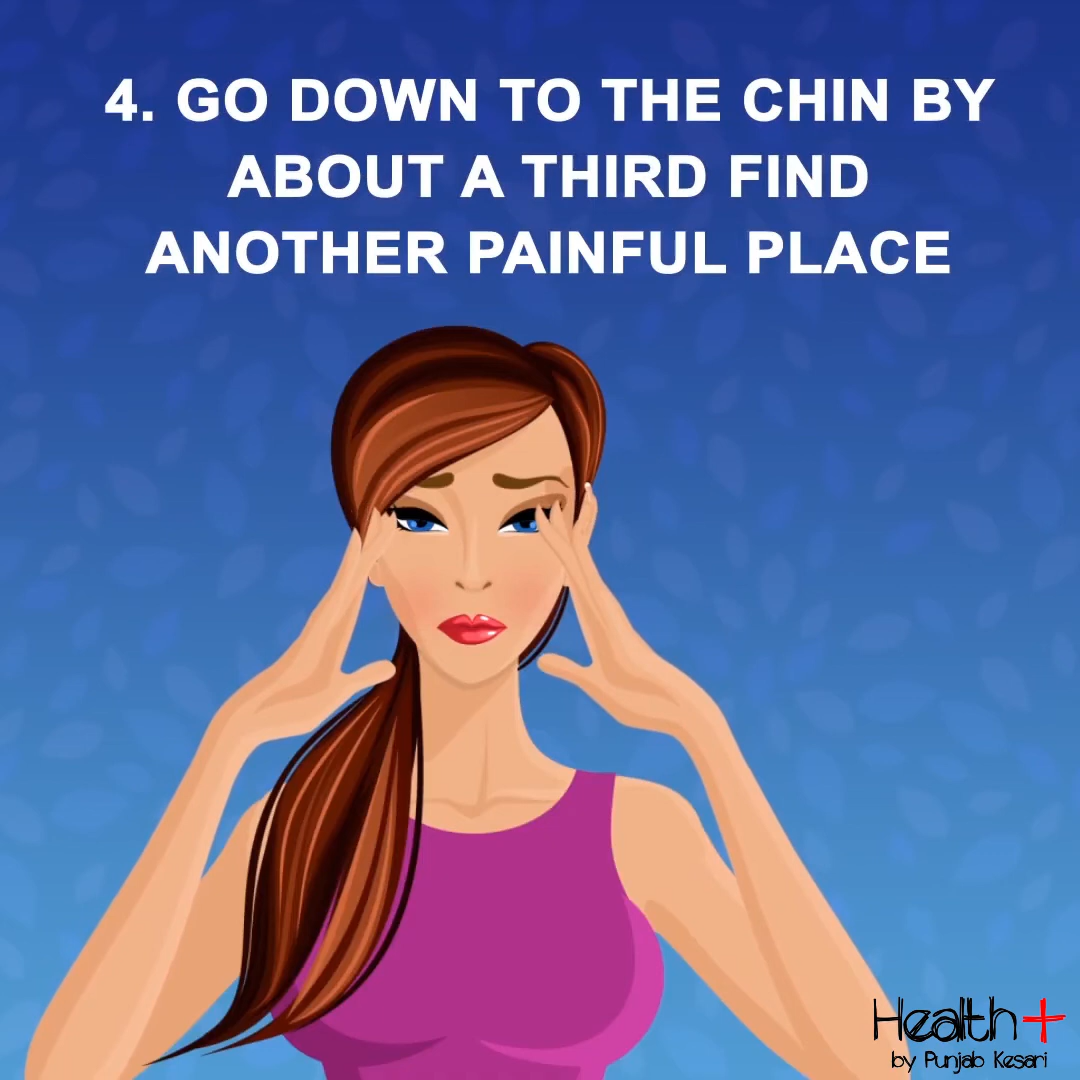 4. GO DOWN TO THE CHIN BY
ABOUT A THIRD FIND
ANOTHER PAINFUL PLACE
Health+
by Punjab Kesari